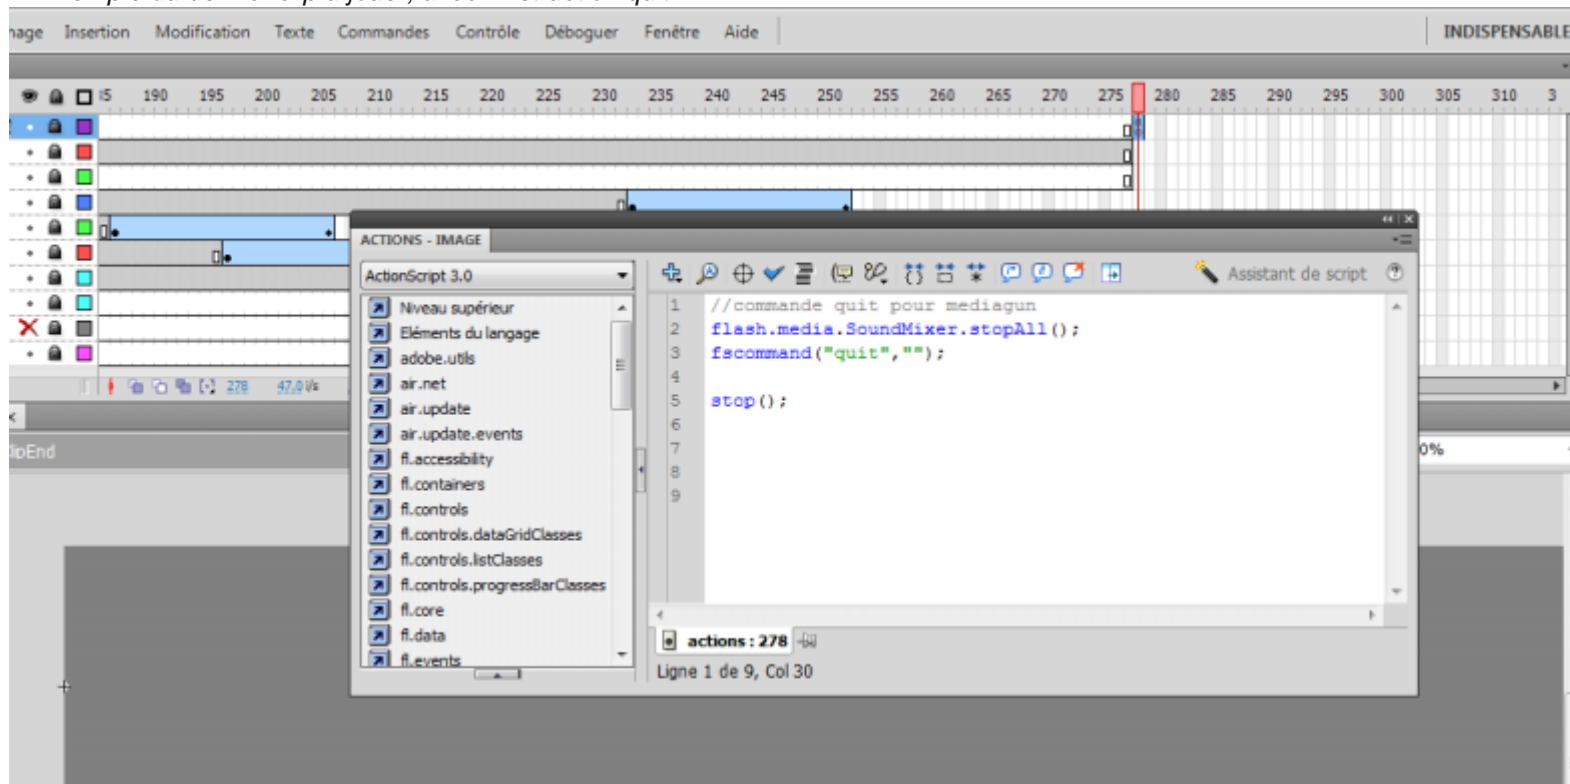 Insertion Modification Texte Commandes Contrôle Déboguer Fenêtre Aide INDISPENSABLE
190 195 200 205 210 215 220 225 230 235 240 245 250 255 260 265 270 275 280 285 290 295 300 305 310 3
ACTIONS - IMAGE
ActionScript 3.0
Assistant de script
Niveau supérieur
Eléments du langage
adobe.utils
air.net
air.update
air.update.events
fl.accessibility
fl.containers
fl.controls
fl.controls.dataGridClasses
fl.controls.listClasses
fl.controls.progressBarClasses
fl.core
fl.data
fl.events
1 //commande quit pour mediagun
2 flash.media.SoundMixer.stopAll();
3 fscommand("quit","");
4
5 stop();
6
7
8
9
278 47.0 i/s
ipEnd
0%
actions : 278
Ligne 1 de 9, Col 30